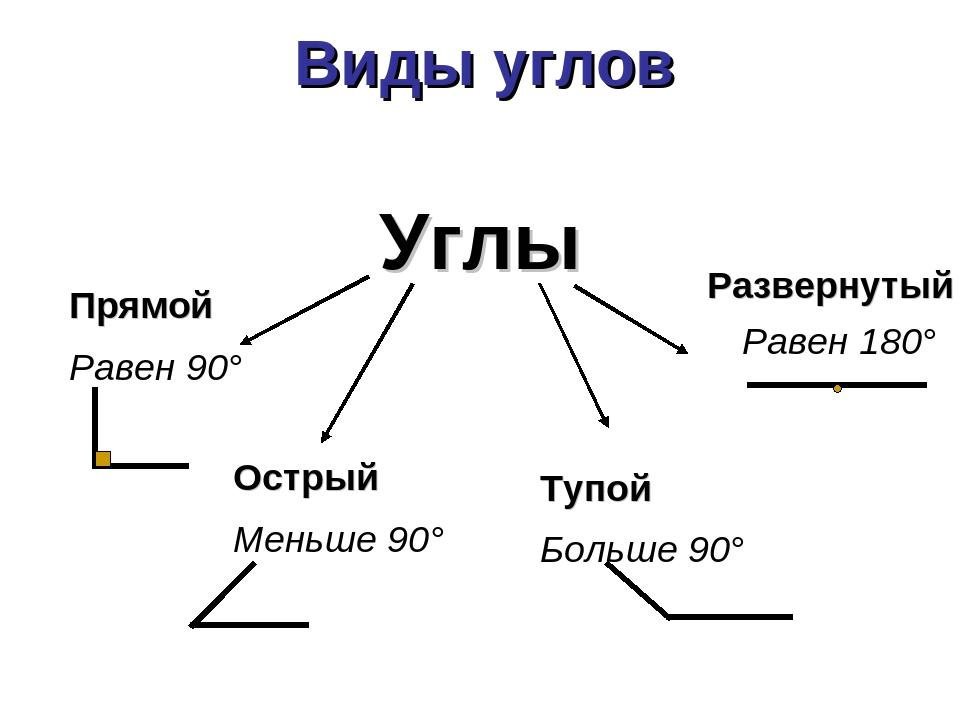 Виды углов
Углы
Прямой
Равен 90°
Острый
Меньше 90°
Тупой
Больше 90°
Развернутый
Равен 180°